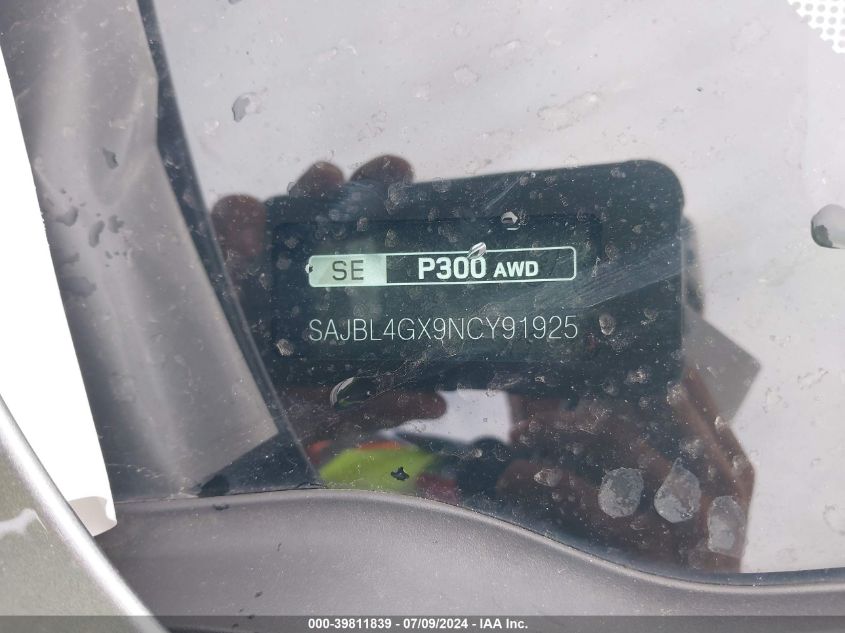 SE P300 AWD
SAJBL4GX9NCY91925
000-39811839 - 07/09/2024 - IAA Inc.